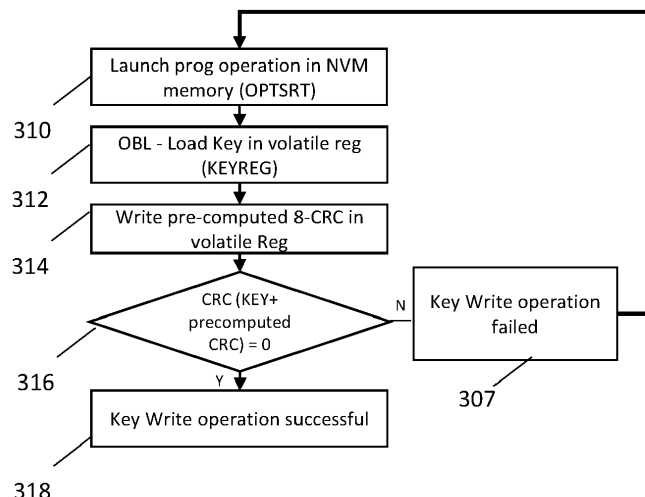 Launch prog operation in NVM
memory (OPTSRT)
310
OBL - Load Key in volatile reg
(KEYREG)
312
Write pre-computed 8-CRC in
volatile Reg
314
CRC (KEY+
precomputed
CRC) = 0
N
Key Write operation
failed
316
307
Y
Key Write operation successful
318